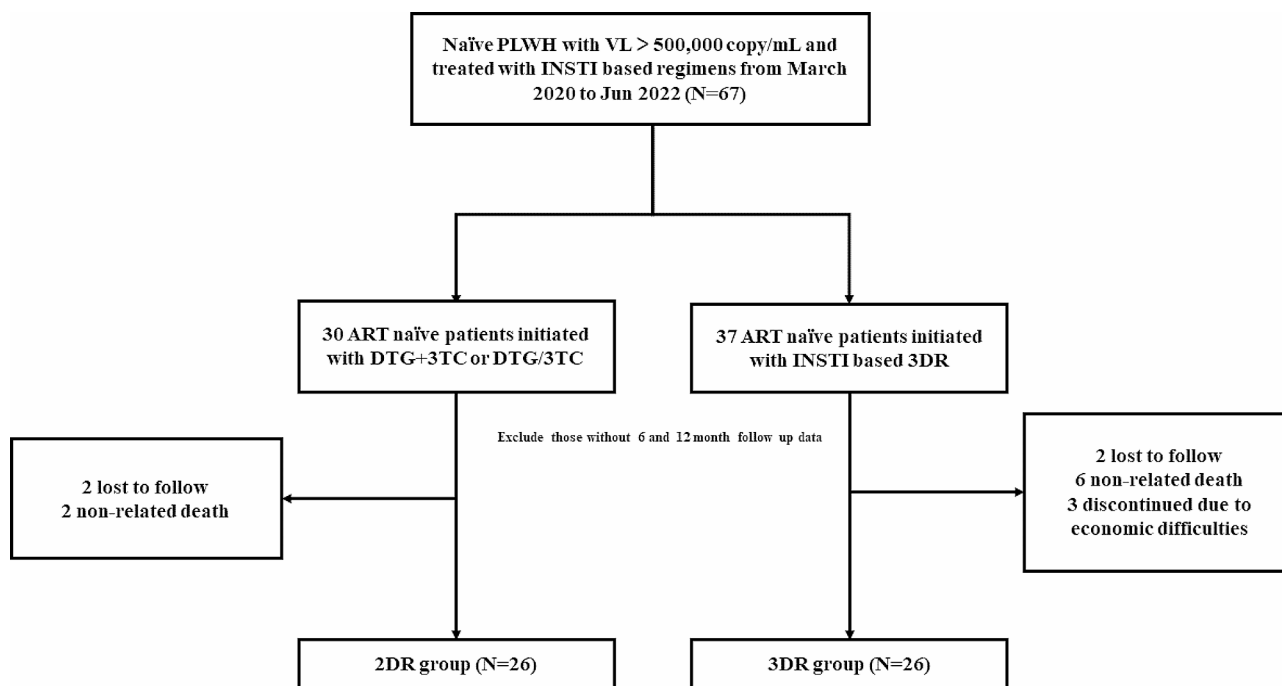 Naïve PLWH with VL > 500,000 copy/mL and
treated with INSTI based regimens from March
2020 to Jun 2022 (N=67)
30 ART naïve patients initiated
with DTG+3TC or DTG/3TC
37 ART naïve patients initiated
with INSTI based 3DR
Exclude those without 6 and 12 month follow up data
2 lost to follow
2 non-related death
2 lost to follow
6 non-related death
3 discontinued due to
economic difficulties
2DR group (N=26)
3DR group (N=26)